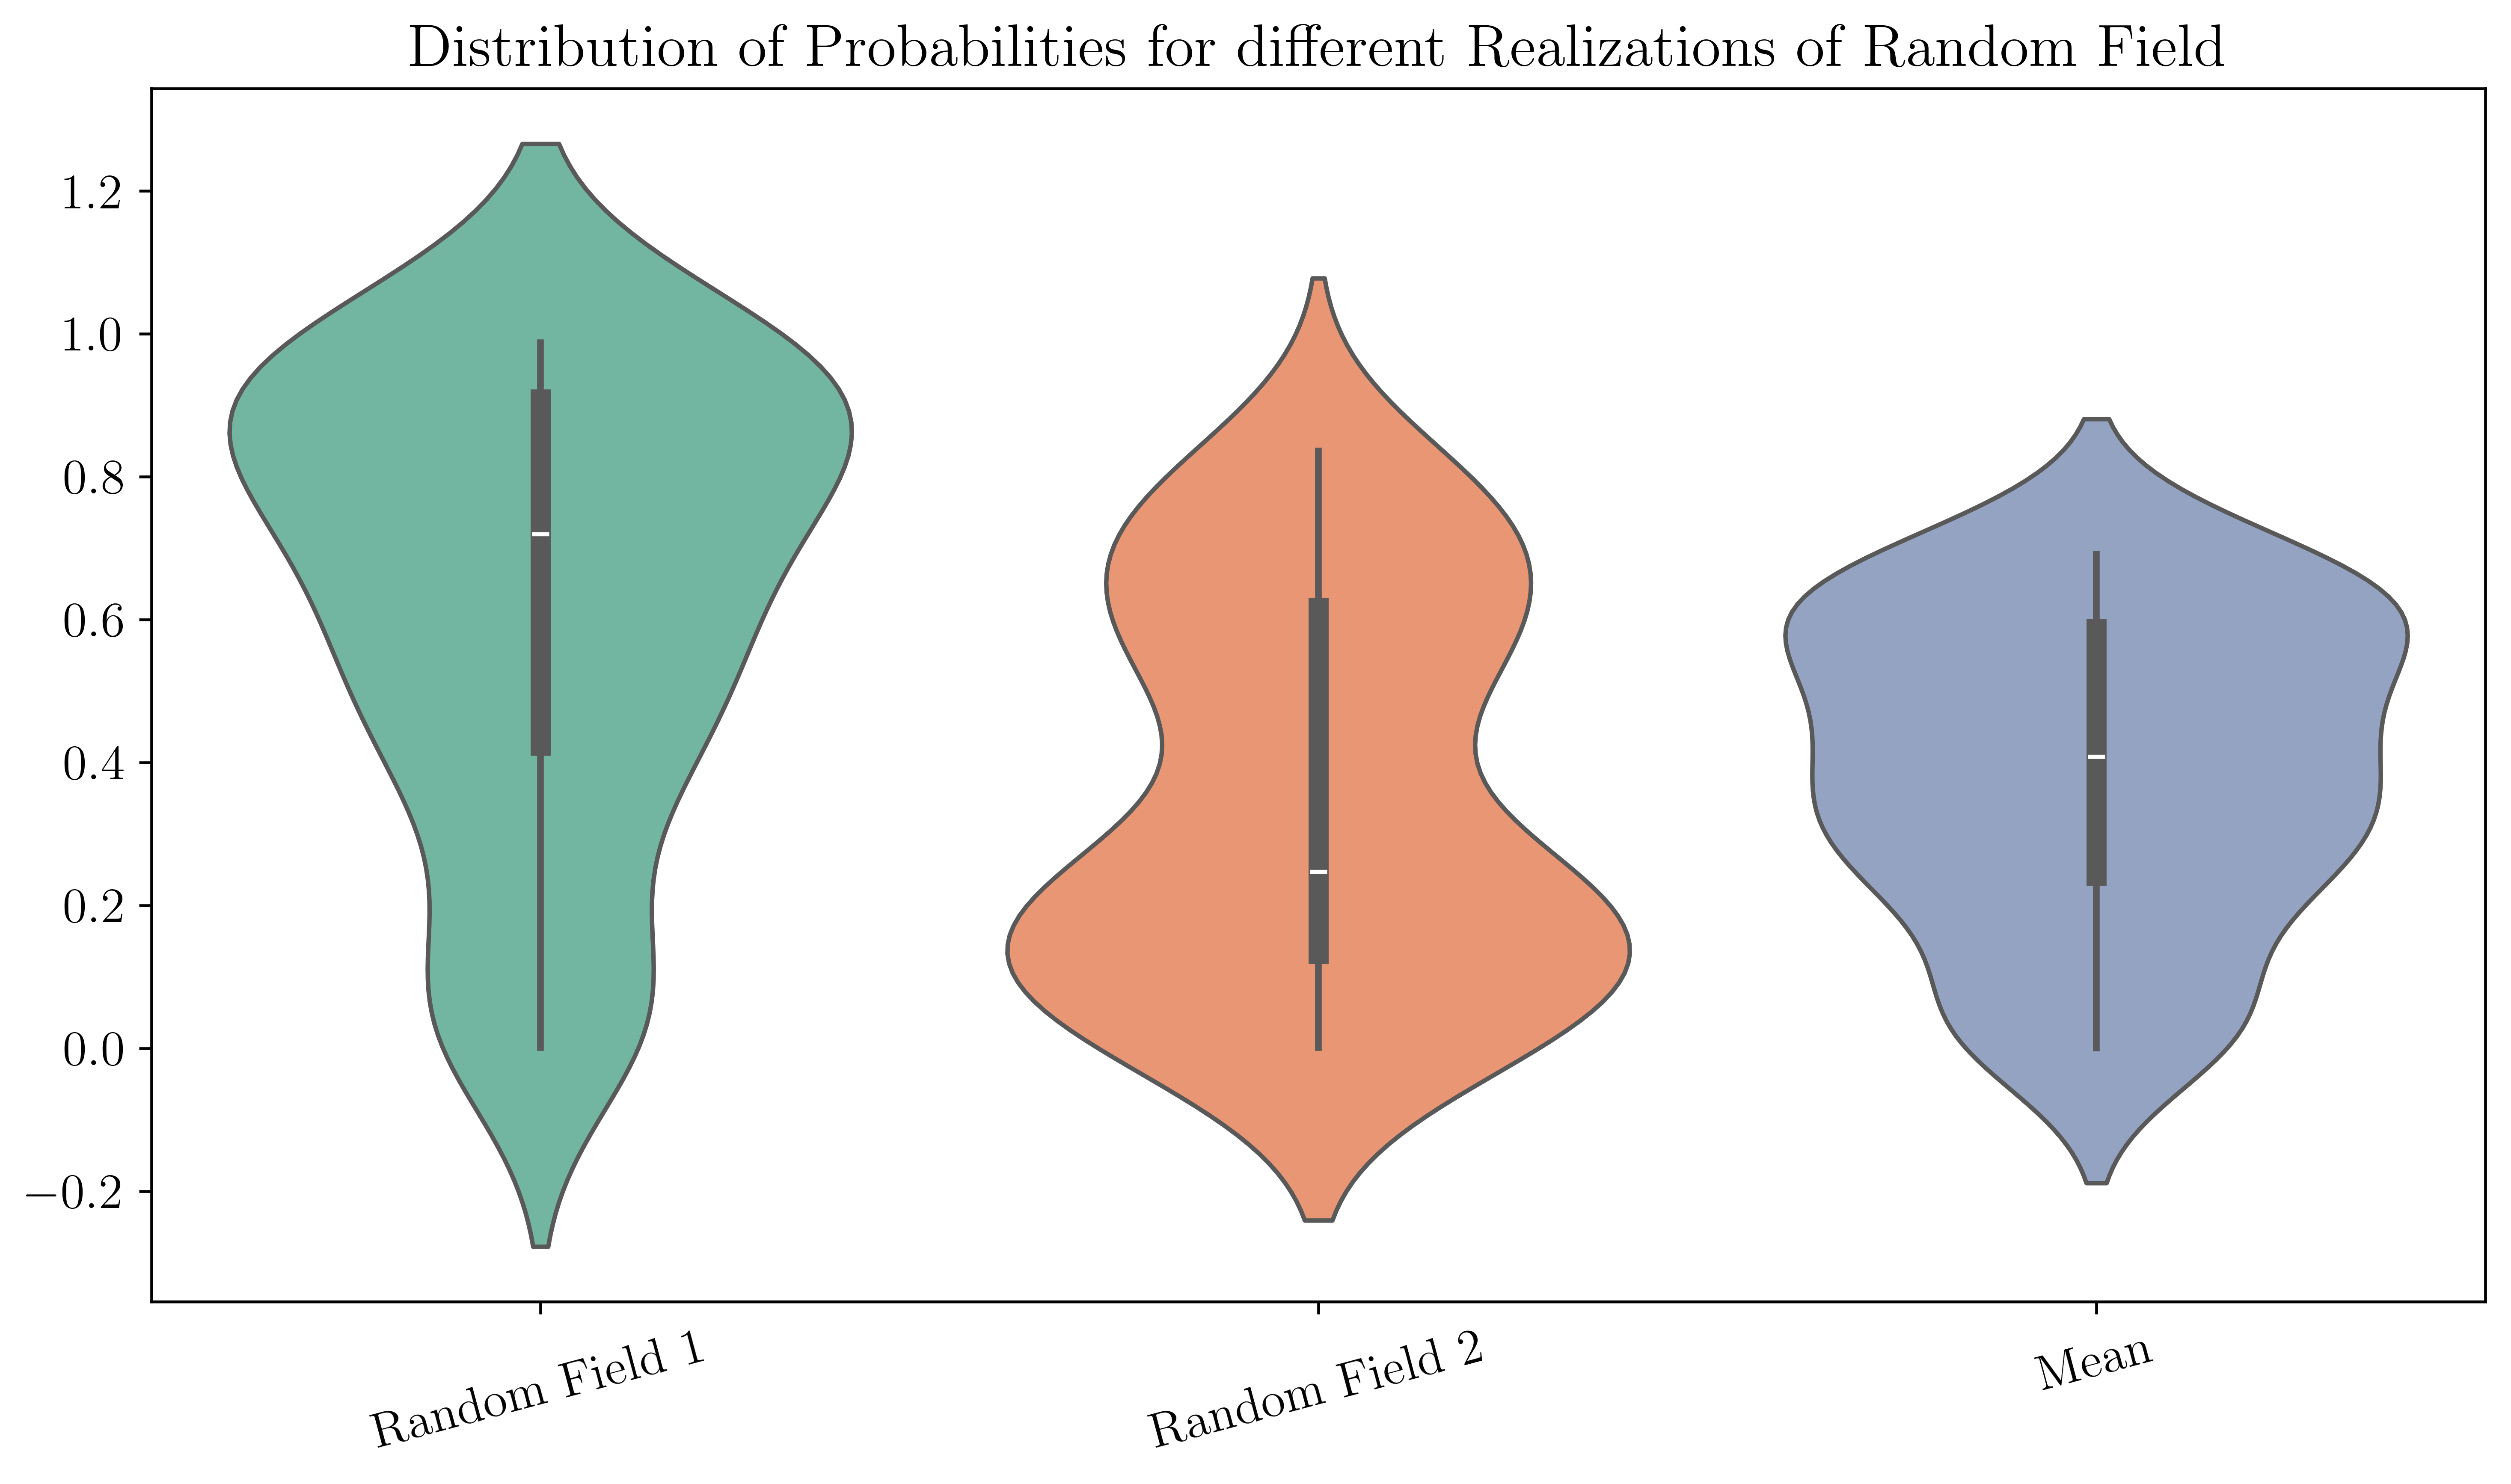 Distribution of Probabilities for different Realizations of Random Field
1.2
1.0
0.8
0.6
0.4
0.2
0.0
−0.2
Random Field 1
Random Field 2
Mean